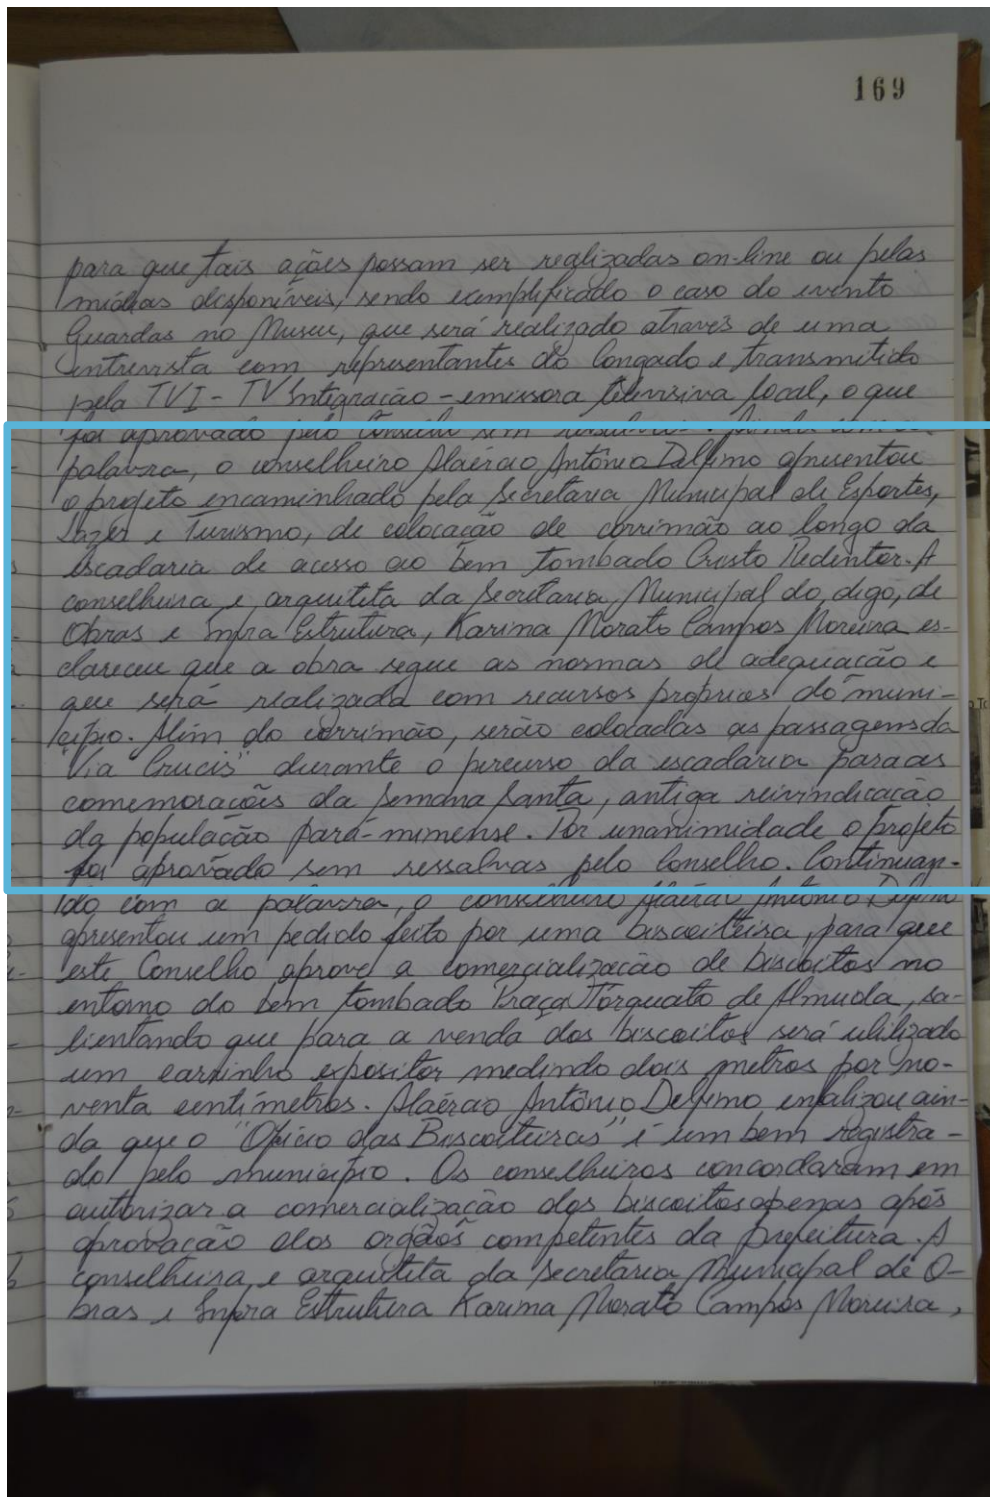 169
para que tais ações possam ser realizadas on-line ou pelas
mídias disponíveis, sendo exemplificado o caso do evento
Guardas no Museu, que será realizado através de uma
entrevista com representantes do Congado e transmitido
pela TVI - TV Integração - emissora televisiva local, o que
foi aprovado pelo Conselho sem
palavra, o conselheiro Alaércio Antônio Delfino apresentou
o projeto encaminhado pela Secretaria Municipal de Esportes,
Lazer e Turismo, de colocação de corrimão ao longo da
escadaria de acesso ao bem tombado Cristo Redentor. A
conselheira e arquiteta da Secretaria Municipal do, digo, de
Obras e Infra Estrutura, Karina Morato Campos Moreira es-
clareceu que a obra segue as normas de adequação e
que será realizada com recursos próprios do muni-
cípio. Além do corrimão, serão colocadas as passagens da
"Via Crucis" durante o percurso da escadaria para as
comemorações da Semana Santa, antiga reivindicação
da população pará-minense. Por unanimidade o projeto
foi aprovado sem ressalvas pelo Conselho. Continuan-
do com a palavra, o conselheiro Alaércio Antônio Delfino
apresentou um pedido feito por uma biscoiteira, para que
este Conselho aprove a comercialização de biscoitos no
entorno do bem tombado Praça Torquato de Almeida, sa-
lientando que para a venda dos biscoitos será utilizado
um carrinho expositor medindo dois metros por no-
venta centímetros. Alaércio Antônio Delfino enfatizou ain-
da que o "Ofício das Biscoiteiras" é um bem registra-
do pelo município. Os conselheiros concordaram em
autorizar a comercialização dos biscoitos apenas após
aprovação dos orgãos competentes da Prefeitura. A
conselheira e arquiteta da Secretaria Municipal de O-
bras e Infra Estrutura Karina Morato Campos Moreira,